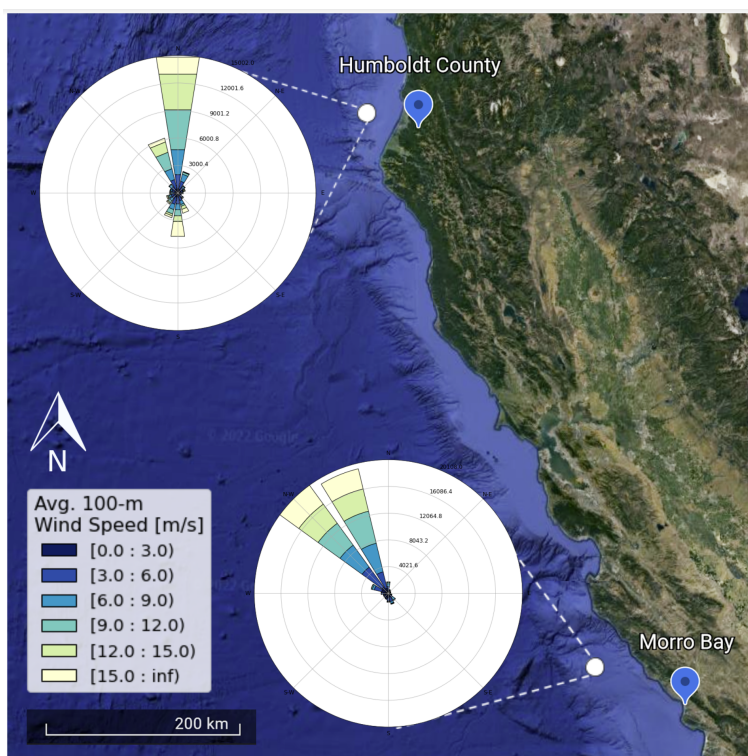 Humboldt County
N
15002.0
12001.6
9001.2
6000.8
3000.4
N-W
N-E
W
E
S-W
S-E
© 2022 Google
N
N
16086.4
12064.8
8043.2
4021.6
N-W
N-E
S-W
S-E
Avg. 100-m
Wind Speed [m/s]
[0.0 : 3.0)
[3.0 : 6.0)
[6.0 : 9.0)
[9.0 : 12.0)
[12.0 : 15.0)
[15.0 : inf)
Morro Bay
200 km